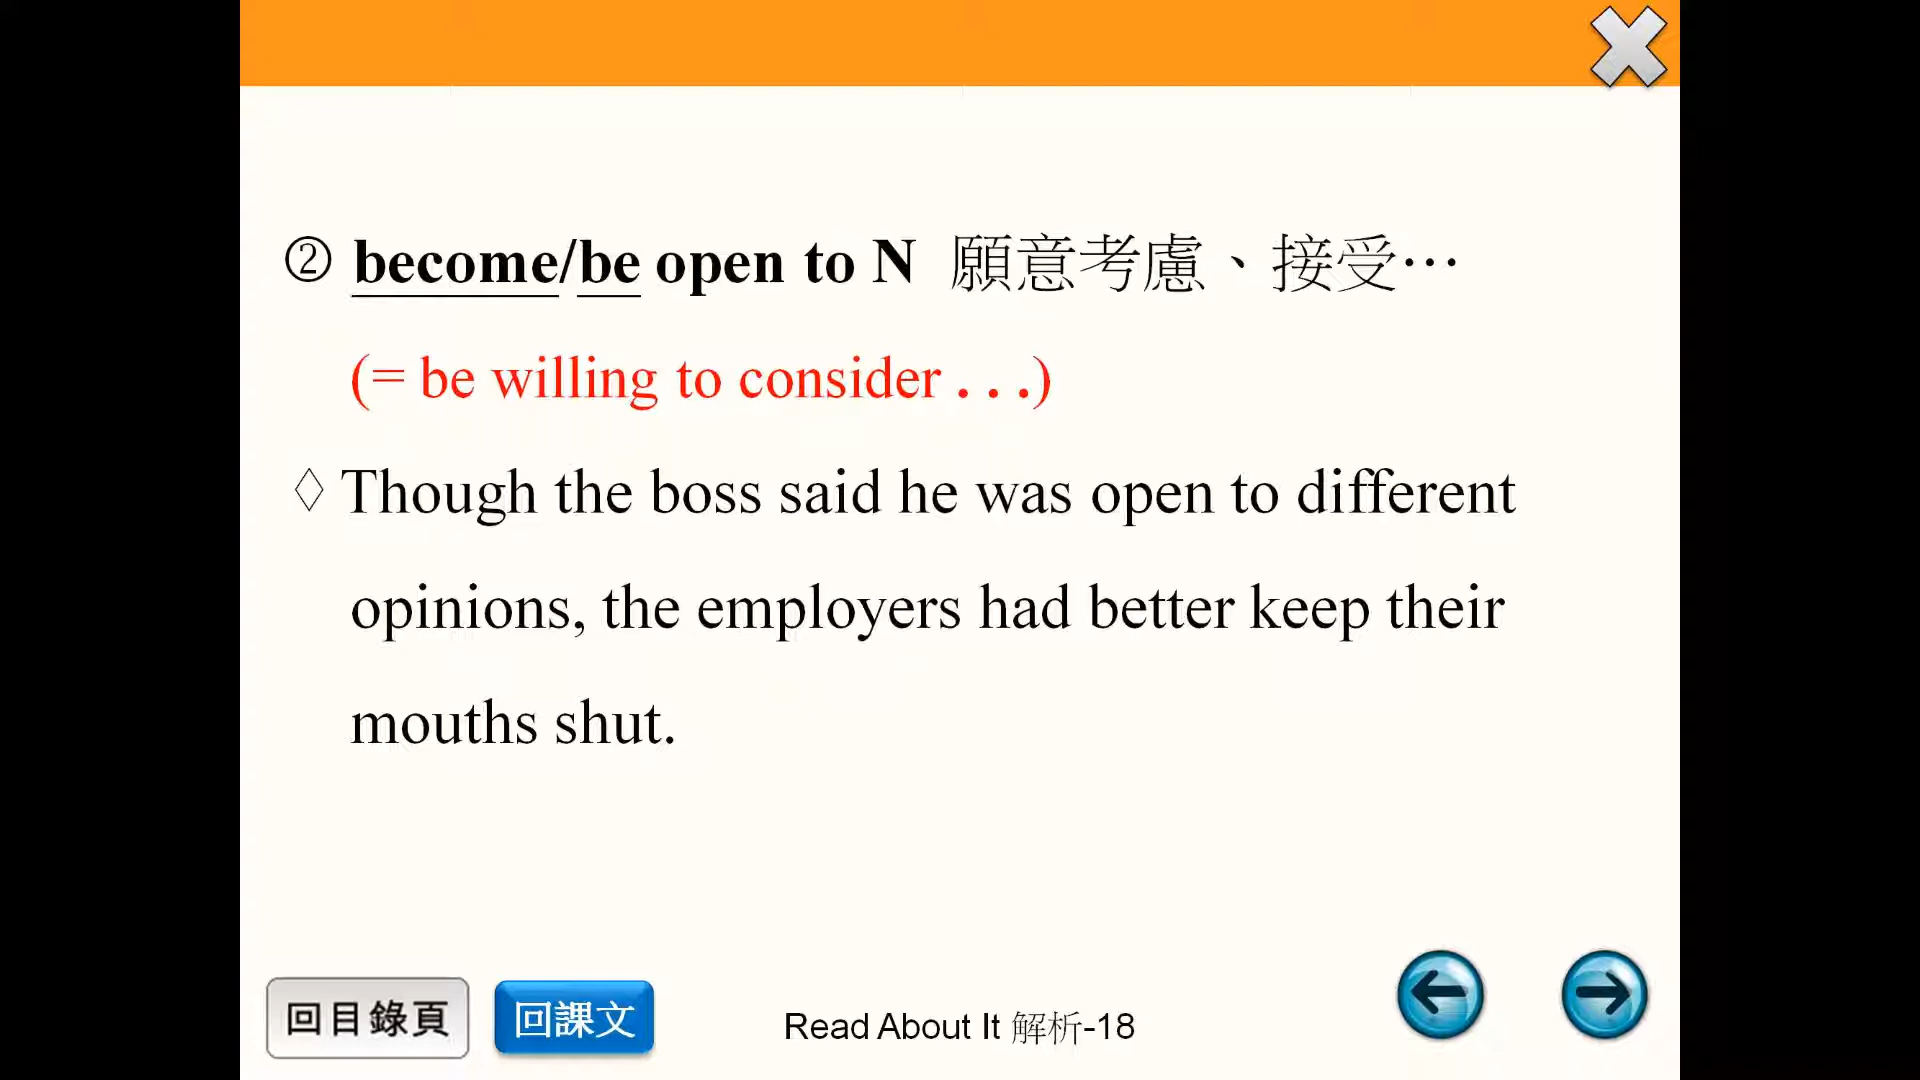 ② become/be open to N 願意考慮、接受…
(= be willing to consider . . .)
◊ Though the boss said he was open to different
opinions, the employers had better keep their
mouths shut.
回目錄頁 回課文 Read About It 解析-18